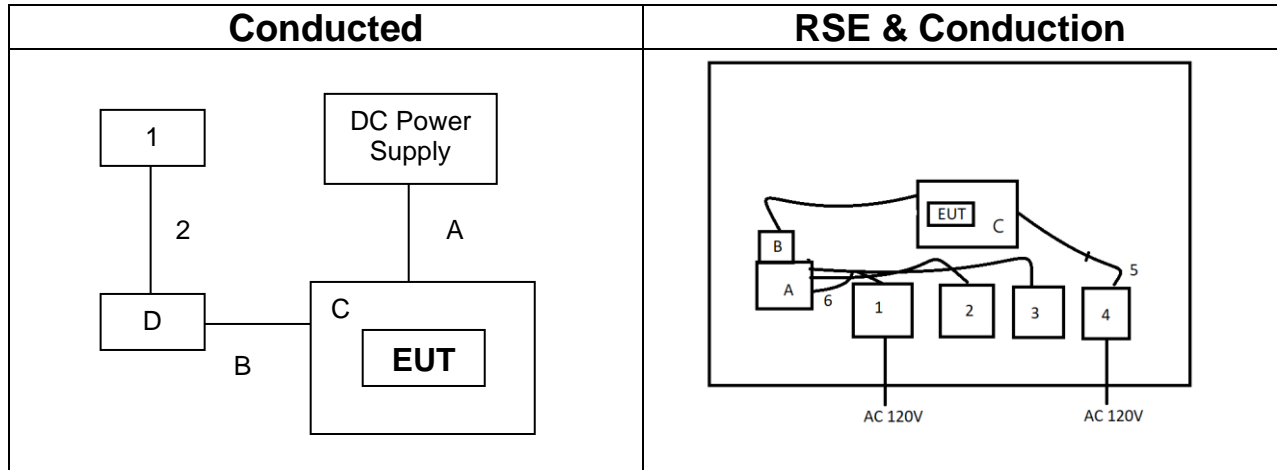 Conducted
RSE & Conduction
1
DC Power
Supply
2
A
D
B
C
EUT
EUT
C
B
A
6
1
2
3
4
5
AC 120V
AC 120V